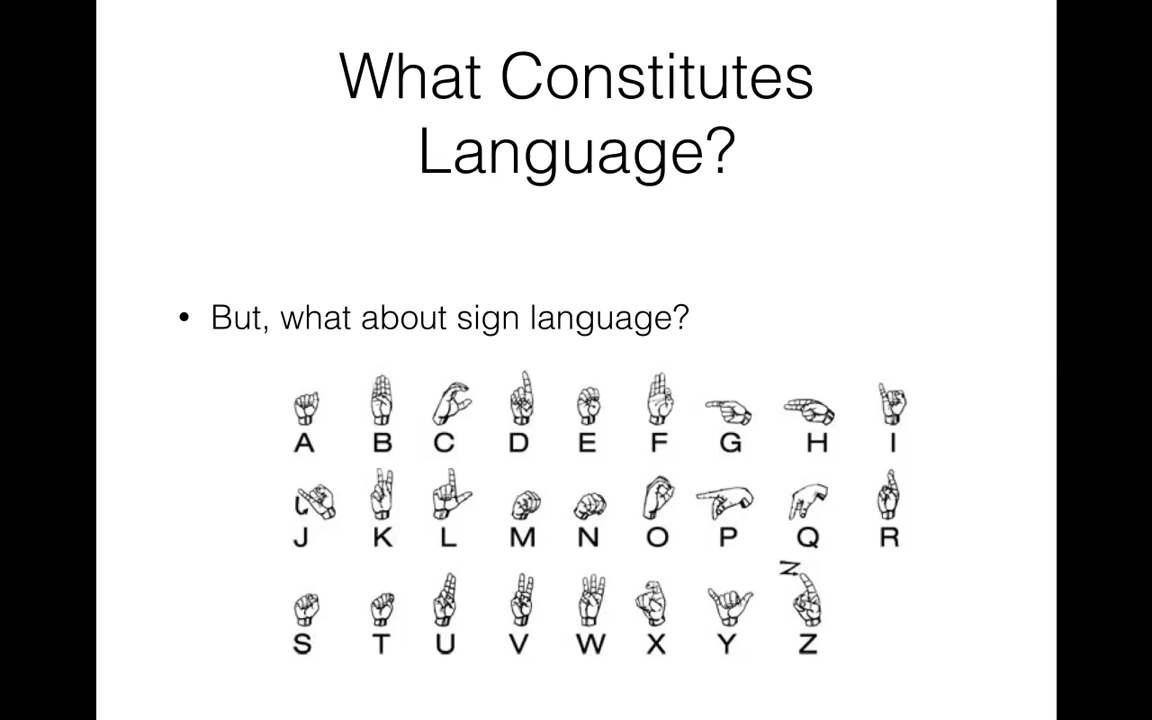 What Constitutes
Language?
• But, what about sign language?
A B C D E F G H I
J K L M N O P Q R
Z
S T U V W X Y Z